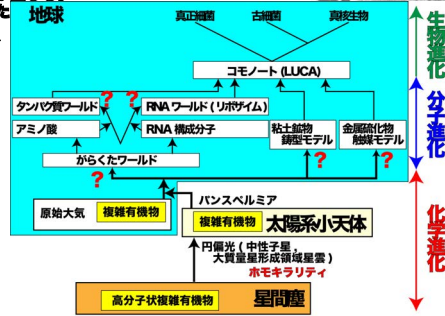 た
地球
真正細菌
古細菌
真核生物
コモノート(LUCA)
タンパク質ワールド
?
?
RNAワールド(リボザイム)
アミノ酸
RNA 構成分子
粘土鉱物
鋳型モデル
金属硫化物
触媒モデル
がらくたワールド
?
?
?
パンスペルミア
原始大気
複雑有機物
複雑有機物
太陽系小天体
円偏光(中性子星,
大質量星形成領域星雲)
ホモキラリティ
高分子状複雑有機物
星間塵
生物進化
分子進化
化学進化